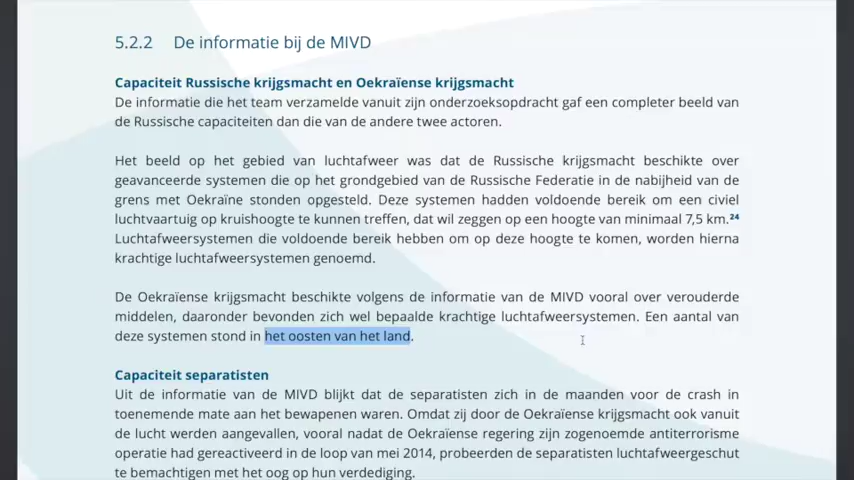 5.2.2 De informatie bij de MIVD
Capaciteit Russische krijgsmacht en Oekraïense krijgsmacht
De informatie die het team verzamelde vanuit zijn onderzoeksopdracht gaf een completer beeld van
de Russische capaciteiten dan die van de andere twee actoren.
Het beeld op het gebied van luchtafweer was dat de Russische krijgsmacht beschikte over
geavanceerde systemen die op het grondgebied van de Russische Federatie in de nabijheid van de
grens met Oekraïne stonden opgesteld. Deze systemen hadden voldoende bereik om een civiel
luchtvaartuig op kruishoogte te kunnen treffen, dat wil zeggen op een hoogte van minimaal 7,5 km.²⁴
Luchtafweersystemen die voldoende bereik hebben om op deze hoogte te komen, worden hierna
krachtige luchtafweersystemen genoemd.
De Oekraïense krijgsmacht beschikte volgens de informatie van de MIVD vooral over verouderde
middelen, daaronder bevonden zich wel bepaalde krachtige luchtafweersystemen. Een aantal van
deze systemen stond in het oosten van het land.
Capaciteit separatisten
Uit de informatie van de MIVD blijkt dat de separatisten zich in de maanden voor de crash in
toenemende mate aan het bewapenen waren. Omdat zij door de Oekraïense krijgsmacht ook vanuit
de lucht werden aangevallen, vooral nadat de Oekraïense regering zijn zogenoemde antiterrorisme
operatie had gereactiveerd in de loop van mei 2014, probeerden de separatisten luchtafweergeschut
te bemachtigen met het oog op hun verdediging.